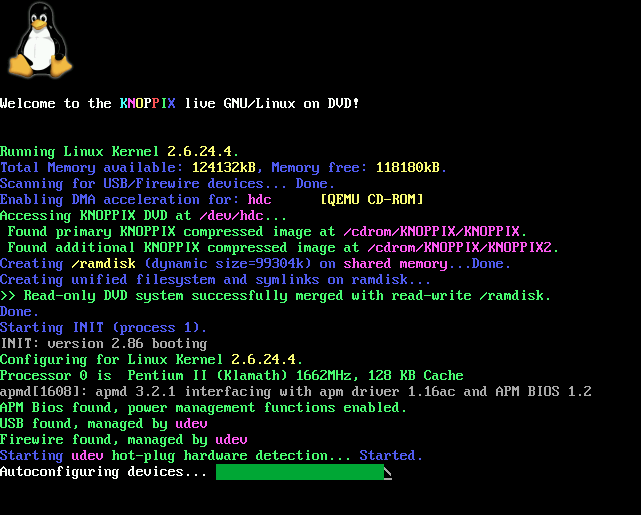 Welcome to the KNOPPIX live GNU/Linux on DVD!
Running Linux Kernel 2.6.24.4.
Total Memory available: 124132kB, Memory free: 118180kB.
Scanning for USB/Firewire devices... Done.
Enabling DMA acceleration for: hdc      [QEMU CD-ROM]
Accessing KNOPPIX DVD at /dev/hdc...
 Found primary KNOPPIX compressed image at /cdrom/KNOPPIX/KNOPPIX.
 Found additional KNOPPIX compressed image at /cdrom/KNOPPIX/KNOPPIX2.
Creating /ramdisk (dynamic size=99304k) on shared memory...Done.
Creating unified filesystem and symlinks on ramdisk...
>> Read-only DVD system successfully merged with read-write /ramdisk.
Done.
Starting INIT (process 1).
INIT: version 2.86 booting
Configuring for Linux Kernel 2.6.24.4.
Processor 0 is  Pentium II (Klamath) 1662MHz, 128 KB Cache
apmd[1608]: apmd 3.2.1 interfacing with apm driver 1.16ac and APM BIOS 1.2
APM Bios found, power management functions enabled.
USB found, managed by udev
Firewire found, managed by udev
Starting udev hot-plug hardware detection... Started.
Autoconfiguring devices... \